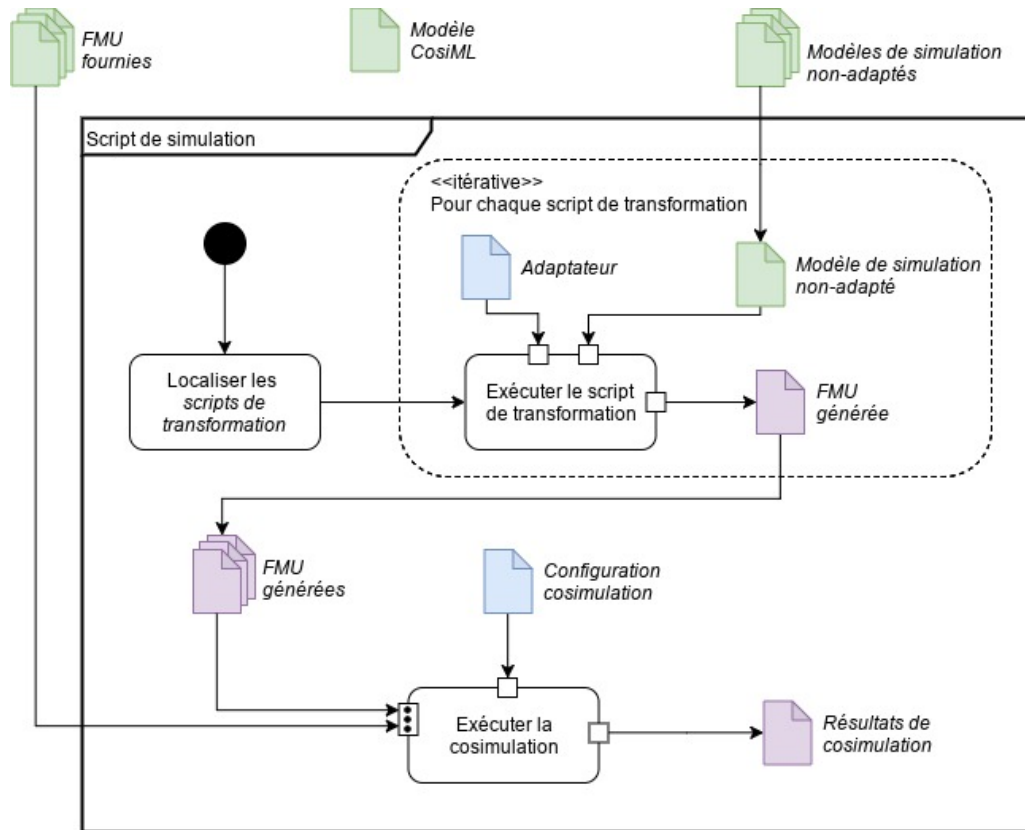 FMU
fournies
Modèle
CosiML
Modèles de simulation
non-adaptés
Script de simulation
<<itérative>>
Pour chaque script de transformation
Adaptateur
Modèle de simulation
non-adapté
Localiser les
scripts de
transformation
Exécuter le script
de transformation
FMU
générée
FMU
générées
Configuration
cosimulation
Exécuter la
cosimulation
Résultats de
cosimulation